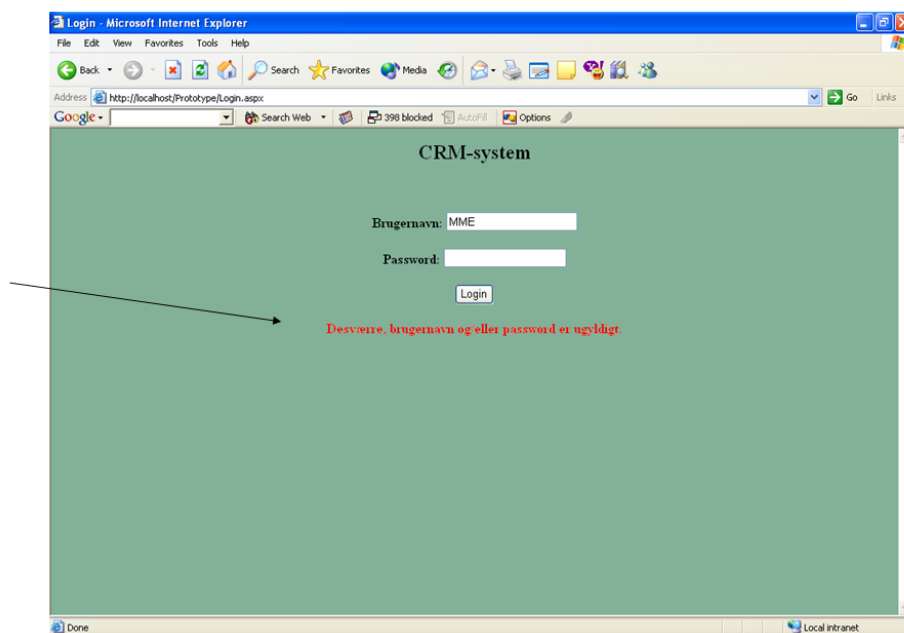 Login - Microsoft Internet Explorer
File Edit View Favorites Tools Help
Back Search Favorites Media
Address http://localhost/Prototype/Login.aspx Go Links
Google Search Web 398 blocked AutoFill Options
CRM-system
Brugernavn: MME
Password:
Login
Desværre, brugernavn og/eller password er ugyldigt.
Done Local intranet